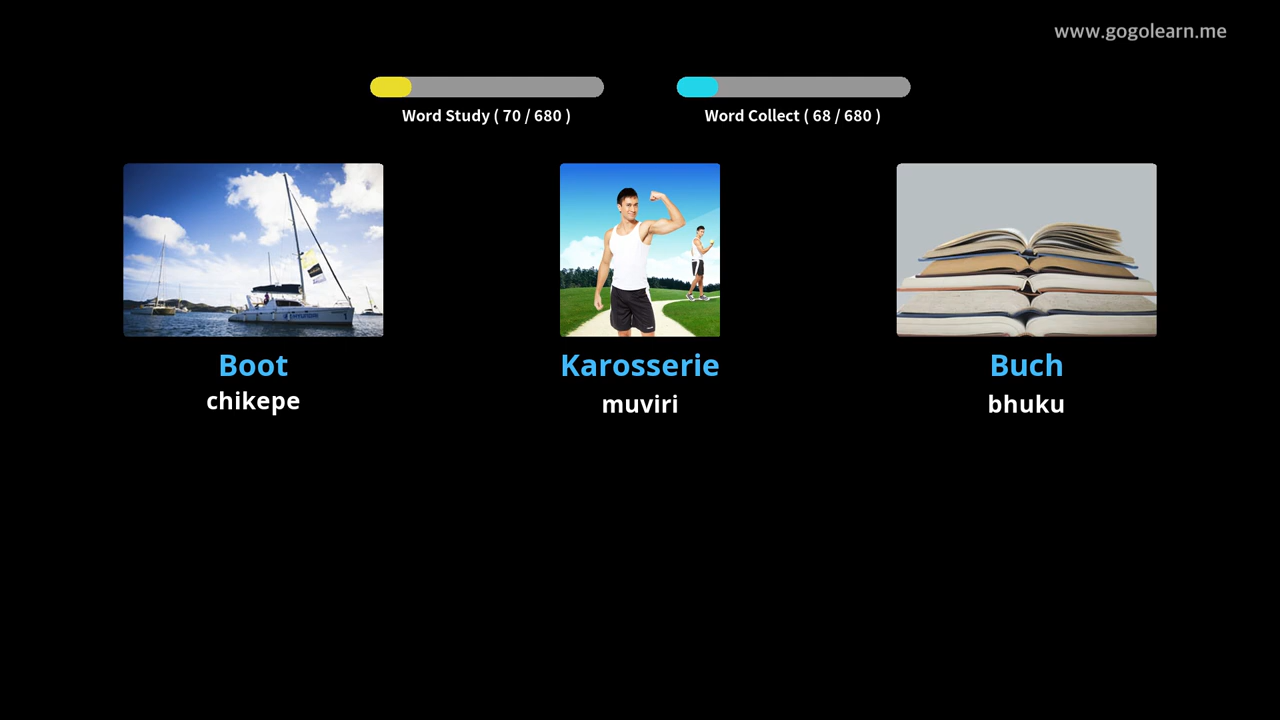 www.gogolearn.me
Word Study ( 70 / 680 )
Word Collect ( 68 / 680 )
Boot
chikepe
Karosserie
muviri
Buch
bhuku